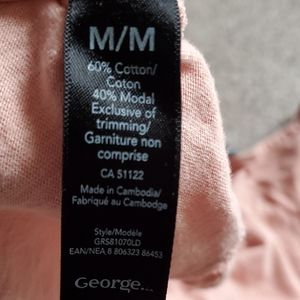 M/M
60% Cotton/
Coton
40% Modal
Exclusive of
trimming/
Garniture non
comprise
CA 51122
Made in Cambodia/
Fabriqué au Cambodge
Style/Modèle
GRS81070LD
EAN/NEA 8 806323 86453
George...